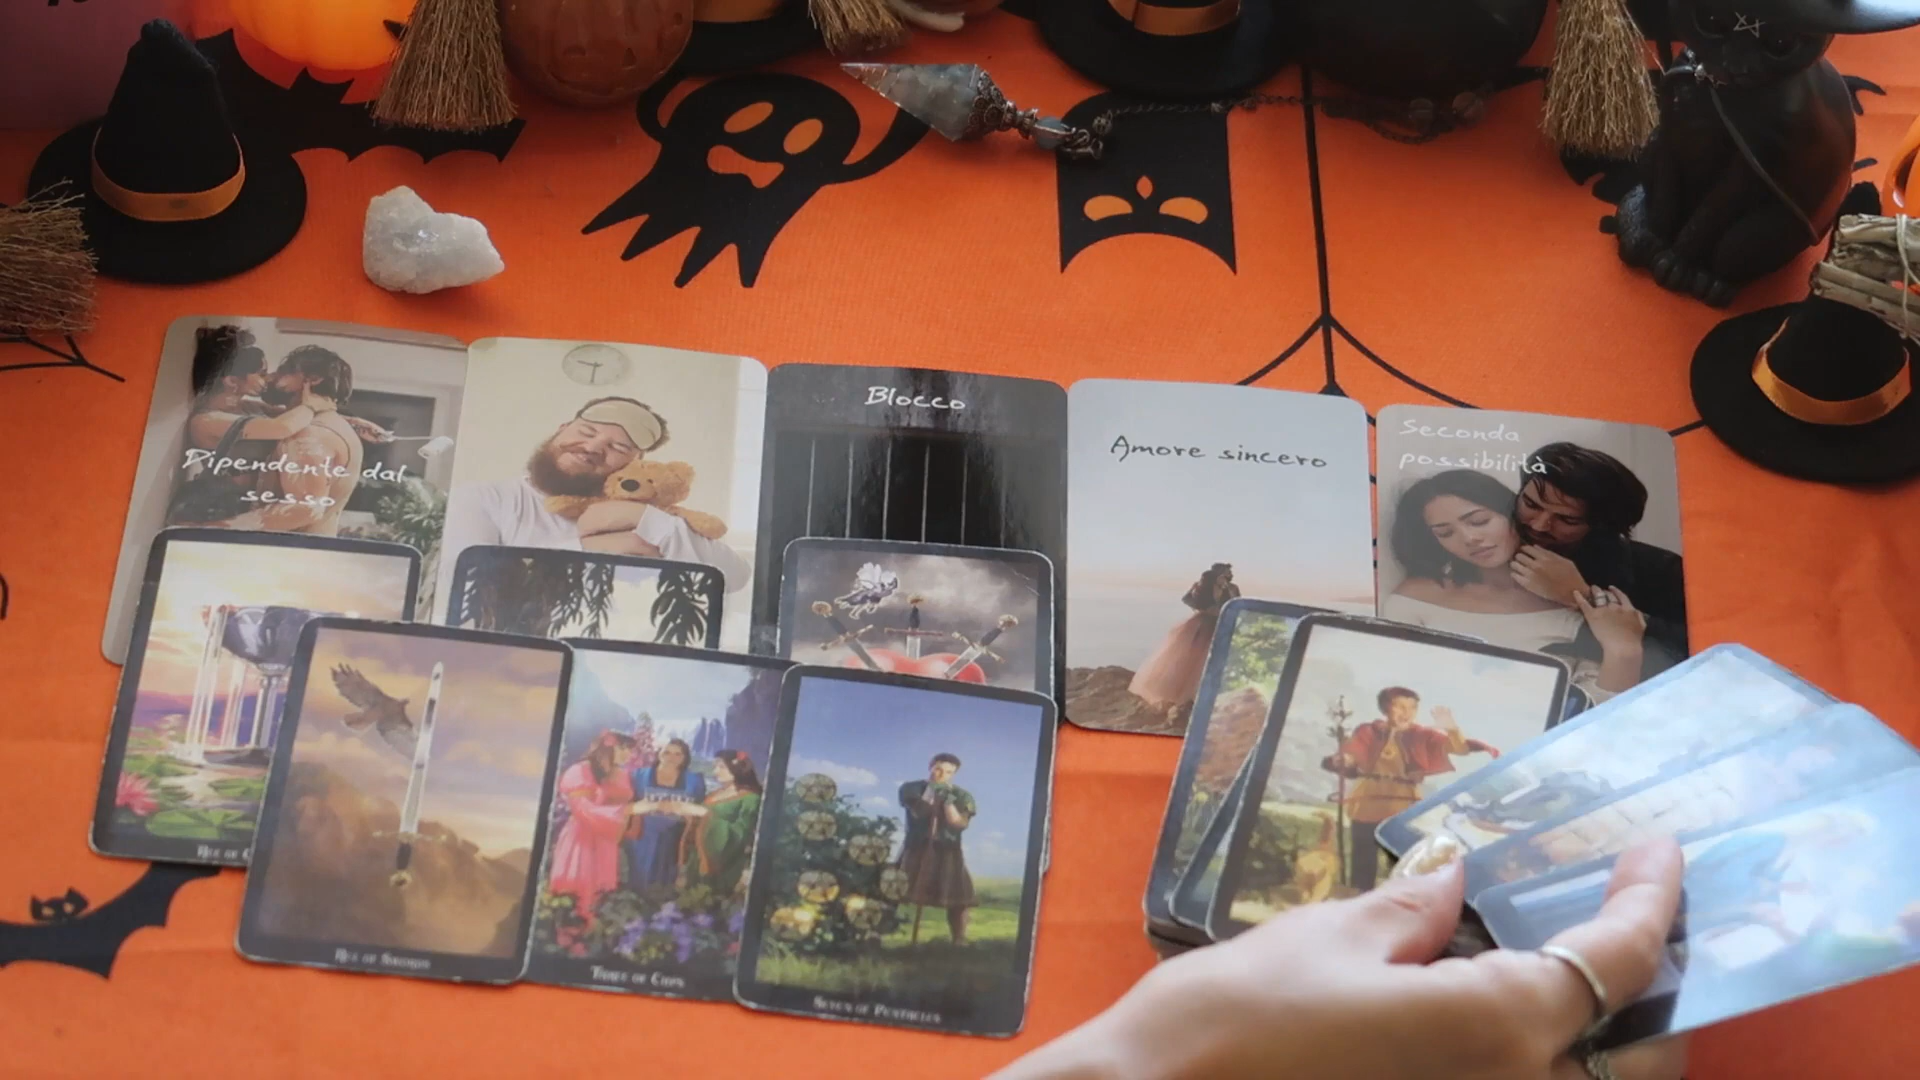 Dipendente dal
sesso
Blocco
Amore sincero
Seconda
possibilità
Ace of
Ace of Swords
Three of Cups
Seven of Pentacles